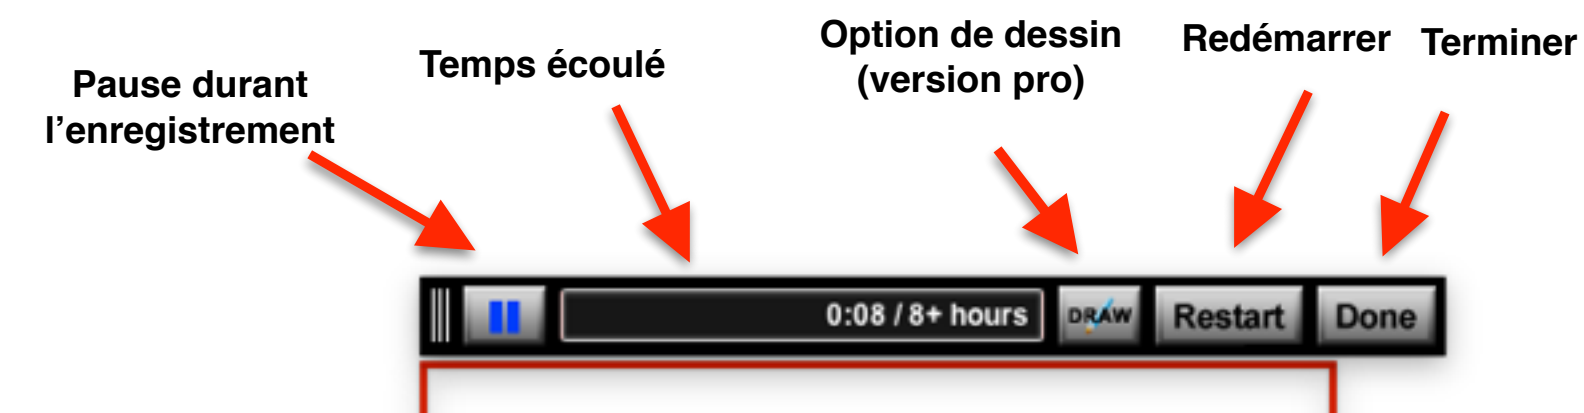 Pause durant
l’enregistrement
Temps écoulé
Option de dessin
(version pro)
Redémarrer
Terminer
0:08 / 8+ hours
DRAW
Restart
Done